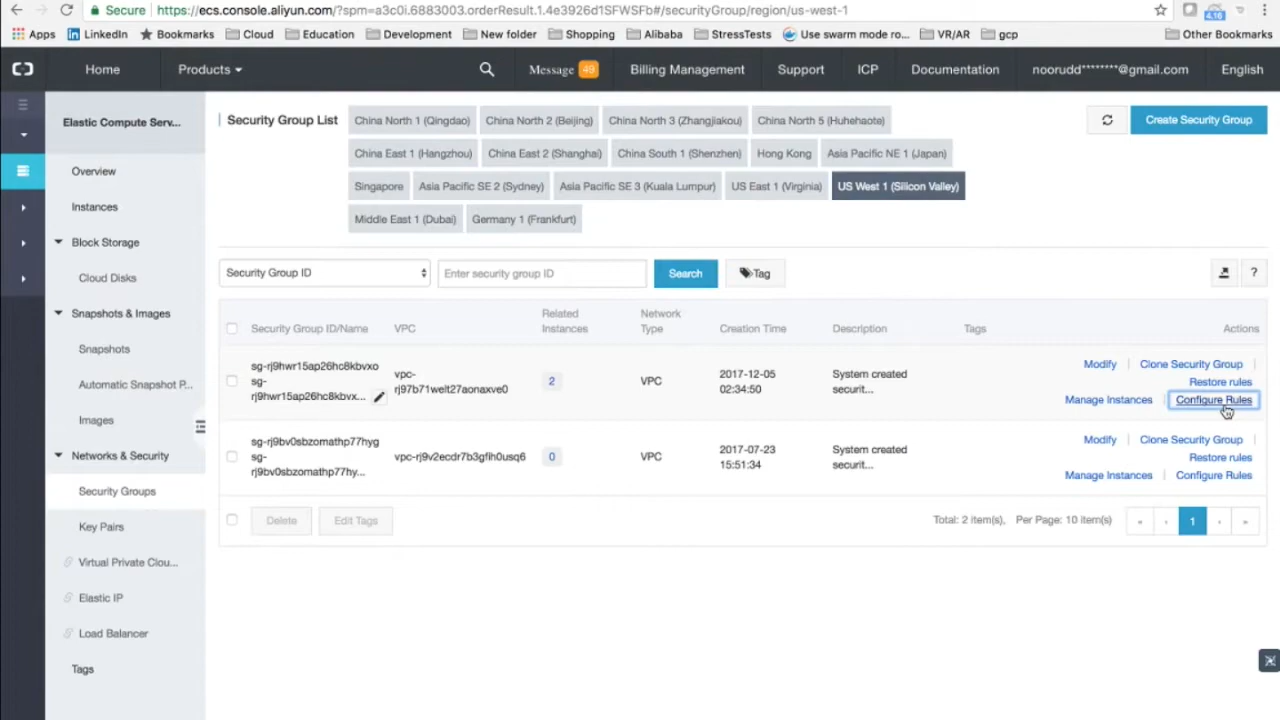 Secure https://ecs.console.aliyun.com/?spm=a3c0i.6883003.orderResult.1.4e3926d1SFWSFb#/securityGroup/region/us-west-1
4.16
Apps LinkedIn Bookmarks Cloud Education Development New folder Shopping Alibaba StressTests Use swarm mode ro... VR/AR gcp Other Bookmarks
Home Products Message 49 Billing Management Support ICP Documentation noorudd********@gmail.com English
Elastic Compute Serv...
Overview
Instances
Block Storage
Cloud Disks
Snapshots & Images
Snapshots
Automatic Snapshot P...
Images
Networks & Security
Security Groups
Key Pairs
Virtual Private Clou...
Elastic IP
Load Balancer
Tags
Security Group List
China North 1 (Qingdao) China North 2 (Beijing) China North 3 (Zhangjiakou) China North 5 (Huhehaote)
China East 1 (Hangzhou) China East 2 (Shanghai) China South 1 (Shenzhen) Hong Kong Asia Pacific NE 1 (Japan)
Singapore Asia Pacific SE 2 (Sydney) Asia Pacific SE 3 (Kuala Lumpur) US East 1 (Virginia) US West 1 (Silicon Valley)
Middle East 1 (Dubai) Germany 1 (Frankfurt)
Create Security Group
Security Group ID Enter security group ID Search Tag ?
Security Group ID/Name VPC Related Instances Network Type Creation Time Description Tags Actions
sg-rj9hwr15ap26hc8kbvxo
sg-
rj9hwr15ap26hc8kbvx...
vpc-
rj97b71welt27aonaxve0
2
VPC
2017-12-05
02:34:50
System created
securit...
Modify Clone Security Group
Restore rules
Manage Instances Configure Rules
sg-rj9bv0sbzomathp77hyg
sg-
rj9bv0sbzomathp77hy...
vpc-rj9v2ecdr7b3gflh0usq6
0
VPC
2017-07-23
15:51:34
System created
securit...
Modify Clone Security Group
Restore rules
Manage Instances Configure Rules
Delete Edit Tags Total: 2 item(s), Per Page: 10 item(s) « ‹ 1 › »